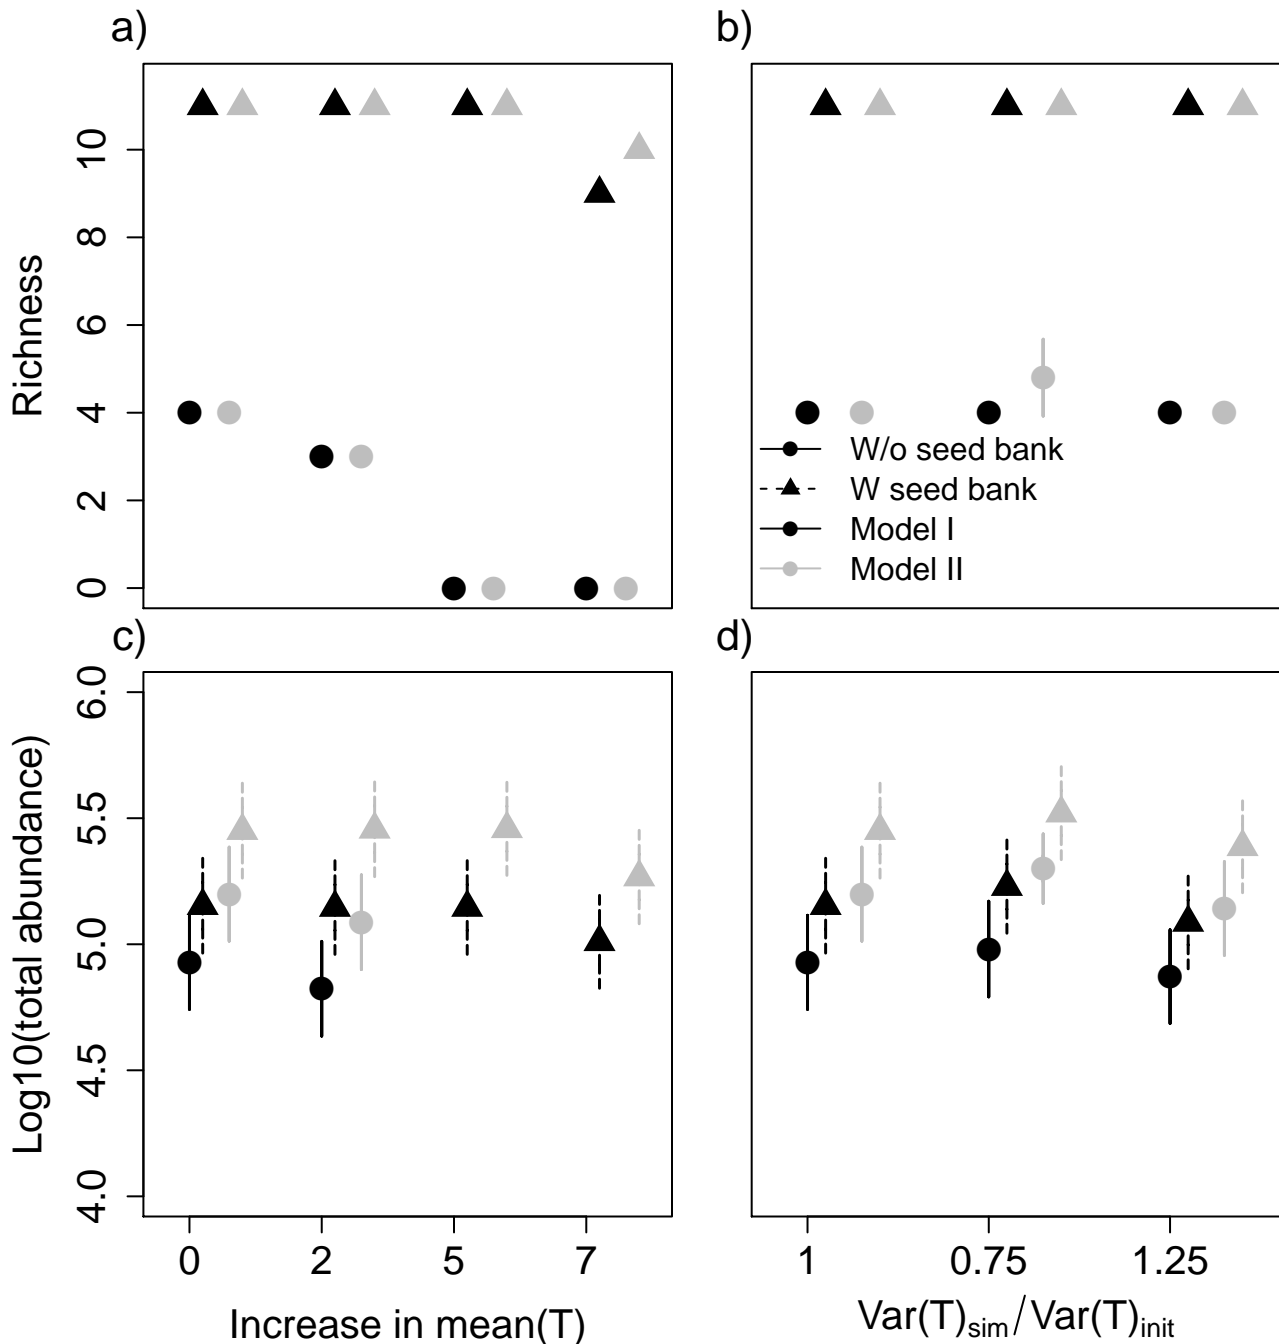 a)
b)
Richness
0
2
4
6
8
10
W/o seed bank
W seed bank
Model I
Model II
c)
d)
Log10(total abundance)
4.0
4.5
5.0
5.5
6.0
0 2 5 7
1 0.75 1.25
Increase in mean(T)
Var(T)sim/Var(T)init